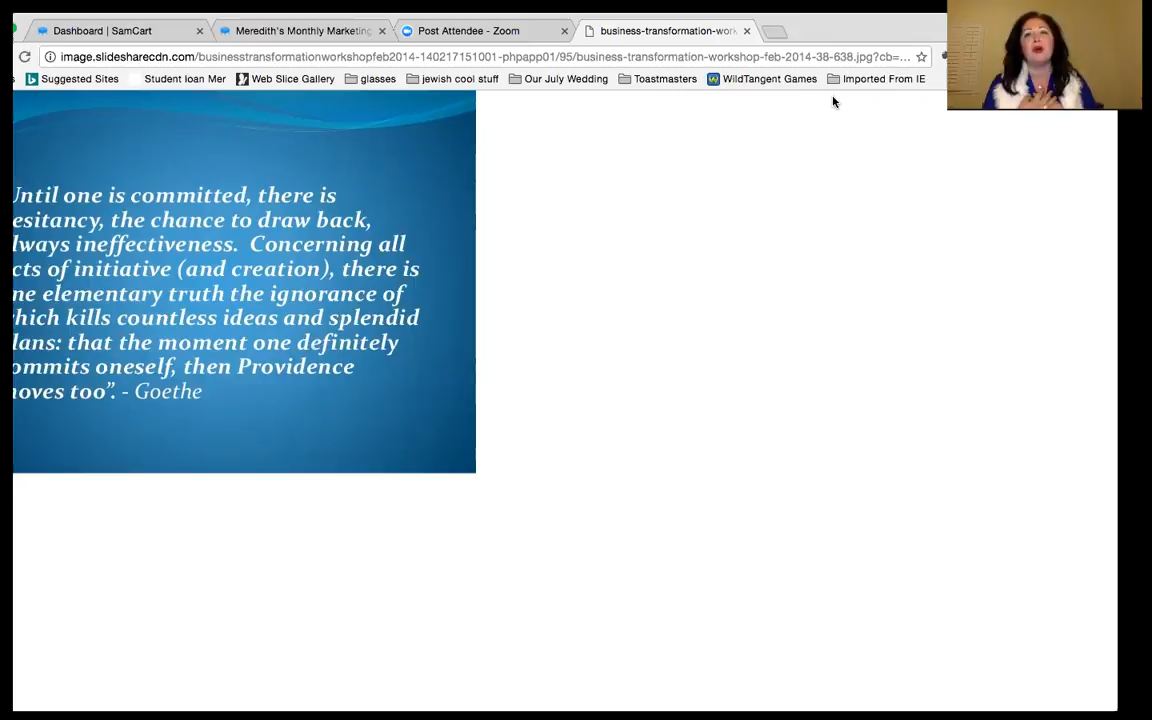 Dashboard | SamCart
Meredith's Monthly Marketing
Post Attendee - Zoom
business-transformation-work
image.slidesharecdn.com/businesstransformationworkshopfeb2014-140217151001-phpapp01/95/business-transformation-workshop-feb-2014-38-638.jpg?cb=...
Suggested Sites
Student loan Mer
Web Slice Gallery
glasses
jewish cool stuff
Our July Wedding
Toastmasters
WildTangent Games
Imported From IE
Until one is committed, there is
esitancy, the chance to draw back,
lways ineffectiveness. Concerning all
cts of initiative (and creation), there is
ne elementary truth the ignorance of
hich kills countless ideas and splendid
lans: that the moment one definitely
ommits oneself, then Providence
moves too”. - Goethe